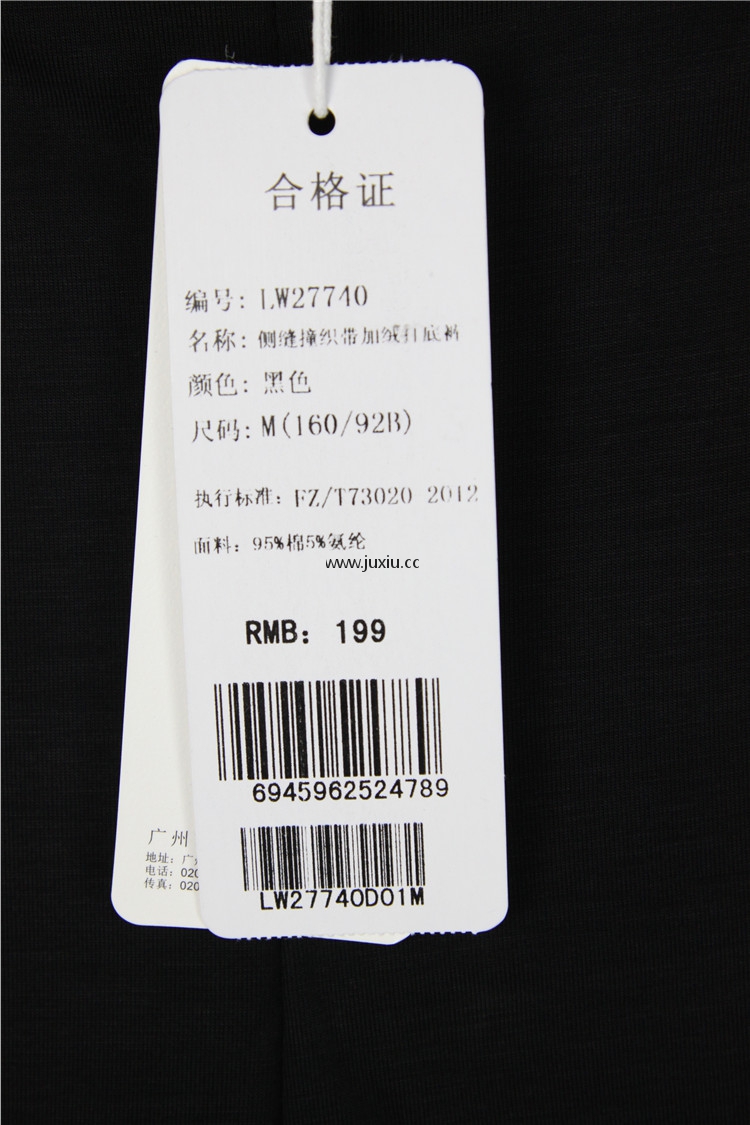 合格证
编号: LW27740
名称: 侧缝撞织带加绒打底裤
颜色: 黑色
尺码: M(160/92B)
执行标准: FZ/T73020 2012
面料: 95%棉5%氨纶
www.juxiu.cc
RMB: 199
6945962524789
LW27740D01M
广州
地址: 广
电话: 020
传真: 020